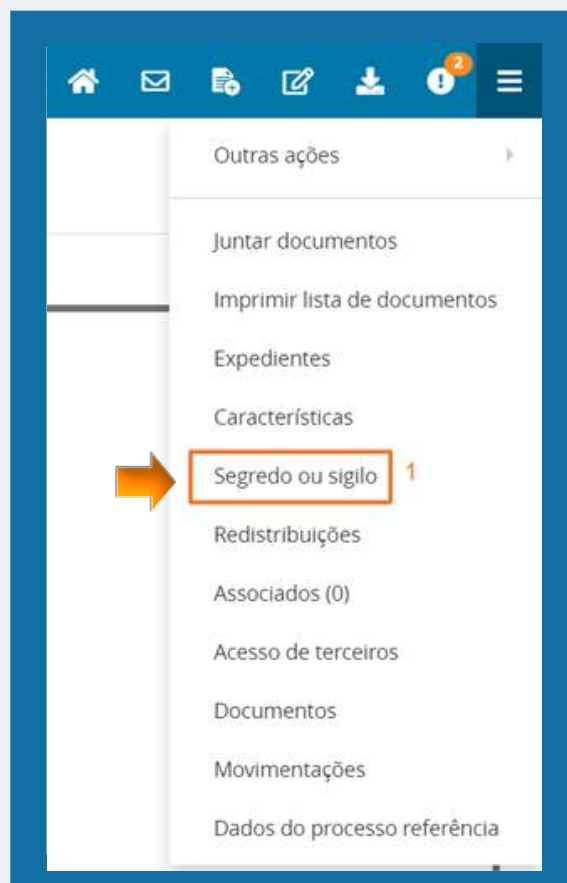 2
Outras ações
Juntar documentos
Imprimir lista de documentos
Expedientes
Características
Segredo ou sigilo 1
Redistribuições
Associados (0)
Acesso de terceiros
Documentos
Movimentações
Dados do processo referência